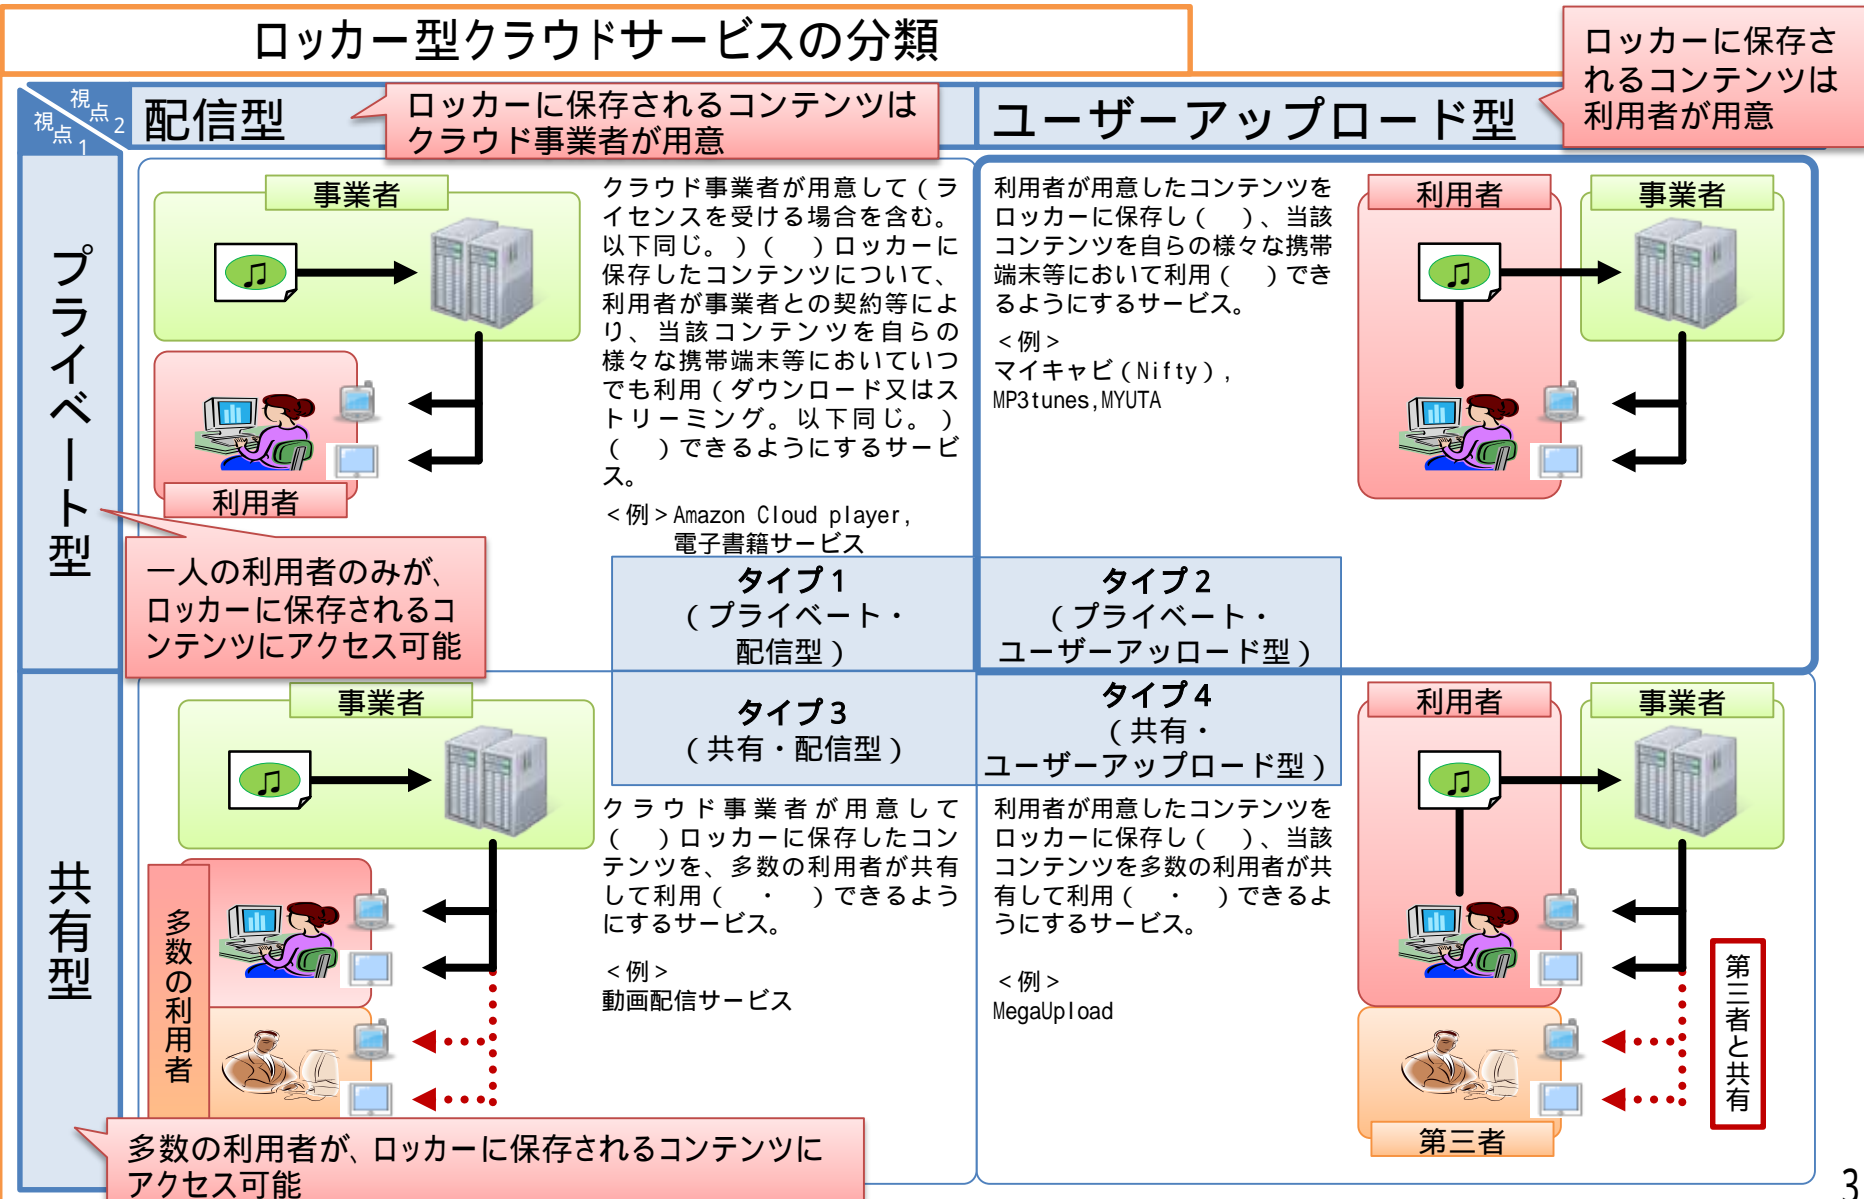 ロッカー型クラウドサービスの分類
ロッカーに保存さ
れるコンテンツは
利用者が用意
視点2
視点1
配信型
ロッカーに保存されるコンテンツは
クラウド事業者が用意
ユーザーアップロード型
プライベート型
事業者
利用者
クラウド事業者が用意して(ラ
イセンスを受ける場合を含む。
以下同じ。)(　)ロッカーに
保存したコンテンツについて、
利用者が事業者との契約等によ
り、当該コンテンツを自らの
様々な携帯端末等においていつ
でも利用(ダウンロード又はス
トリーミング。以下同じ。)
(　)できるようにするサービ
ス。
<例>Amazon Cloud player,
電子書籍サービス
利用者が用意したコンテンツを
ロッカーに保存し(　)、当該
コンテンツを自らの様々な携帯
端末等において利用(　)でき
るようにするサービス。
<例>
マイキャビ(Nifty),
MP3tunes,MYUTA
利用者
事業者
一人の利用者のみが、
ロッカーに保存されるコ
ンテンツにアクセス可能
タイプ1
(プライベート・
配信型)
タイプ2
(プライベート・
ユーザーアッロード型)
タイプ3
(共有・配信型)
タイプ4
(共有・
ユーザーアップロード型)
共有型
事業者
多数の利用者
クラウド事業者が用意して
(　)ロッカーに保存したコン
テンツを、多数の利用者が共有
して利用(　・　)できるよう
にするサービス。
<例>
動画配信サービス
利用者が用意したコンテンツを
ロッカーに保存し(　)、当該
コンテンツを多数の利用者が共
有して利用(　・　)できるよ
うにするサービス。
<例>
MegaUpload
利用者
事業者
第三者と共有
第三者
多数の利用者が、ロッカーに保存されるコンテンツに
アクセス可能
3